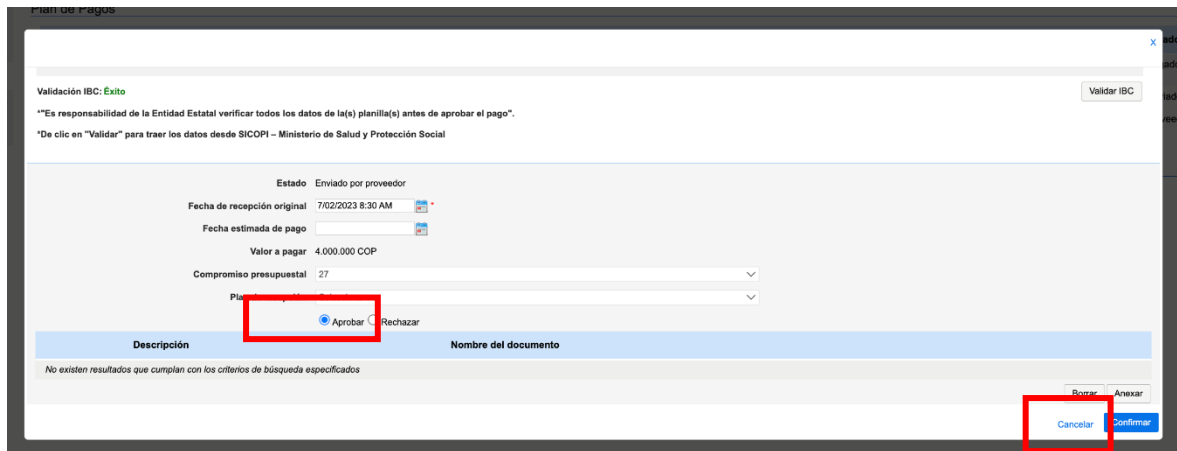 Plan de Pagos
X
Validación IBC: Éxito
Validar IBC
*"Es responsabilidad de la Entidad Estatal verificar todos los datos de la(s) planilla(s) antes de aprobar el pago".
*De clic en "Validar" para traer los datos desde SICOPI – Ministerio de Salud y Protección Social
Estado Enviado por proveedor
Fecha de recepción original 7/02/2023 8:30 AM *
Fecha estimada de pago
Valor a pagar 4.000.000 COP
Compromiso presupuestal 27
Aprobar Rechazar
Descripción Nombre del documento
No existen resultados que cumplan con los criterios de búsqueda especificados
Borrar Anexar
Cancelar Confirmar